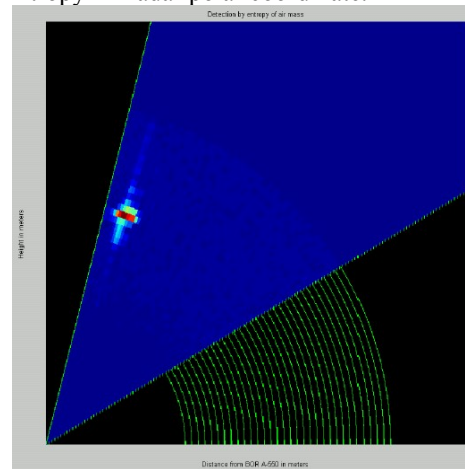 Detection by entropy of air mass
Height in meters
Distance from BOR A-550 in meters